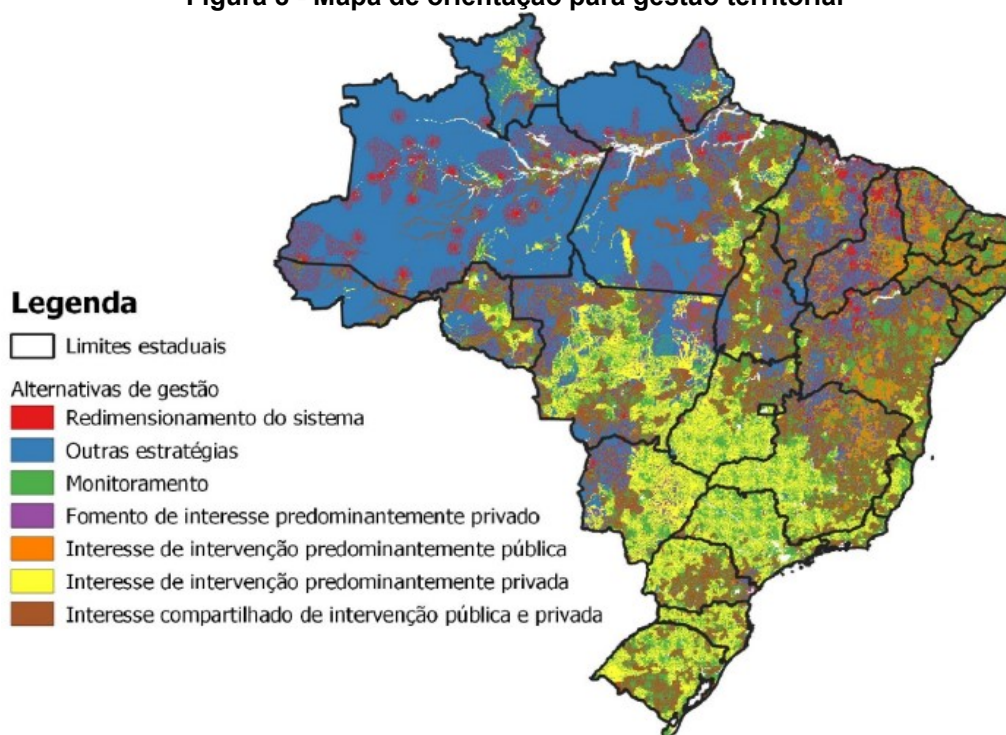 Figura 8 - Mapa de orientação para gestão territorial
Legenda
Limites estaduais
Alternativas de gestão
Redimensionamento do sistema
Outras estratégias
Monitoramento
Fomento de interesse predominantemente privado
Interesse de intervenção predominantemente pública
Interesse de intervenção predominantemente privada
Interesse compartilhado de intervenção pública e privada